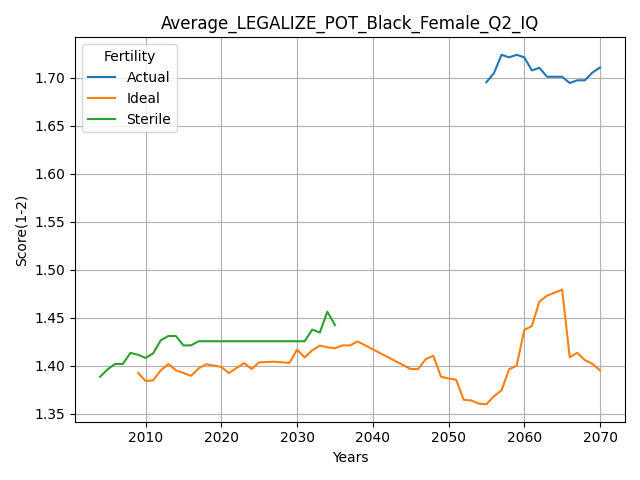 Average_LEGALIZE_POT_Black_Female_Q2_IQ
Fertility
Actual
Ideal
Sterile
Score(1-2)
1.70
1.65
1.60
1.55
1.50
1.45
1.40
1.35
2010 2020 2030 2040 2050 2060 2070
Years